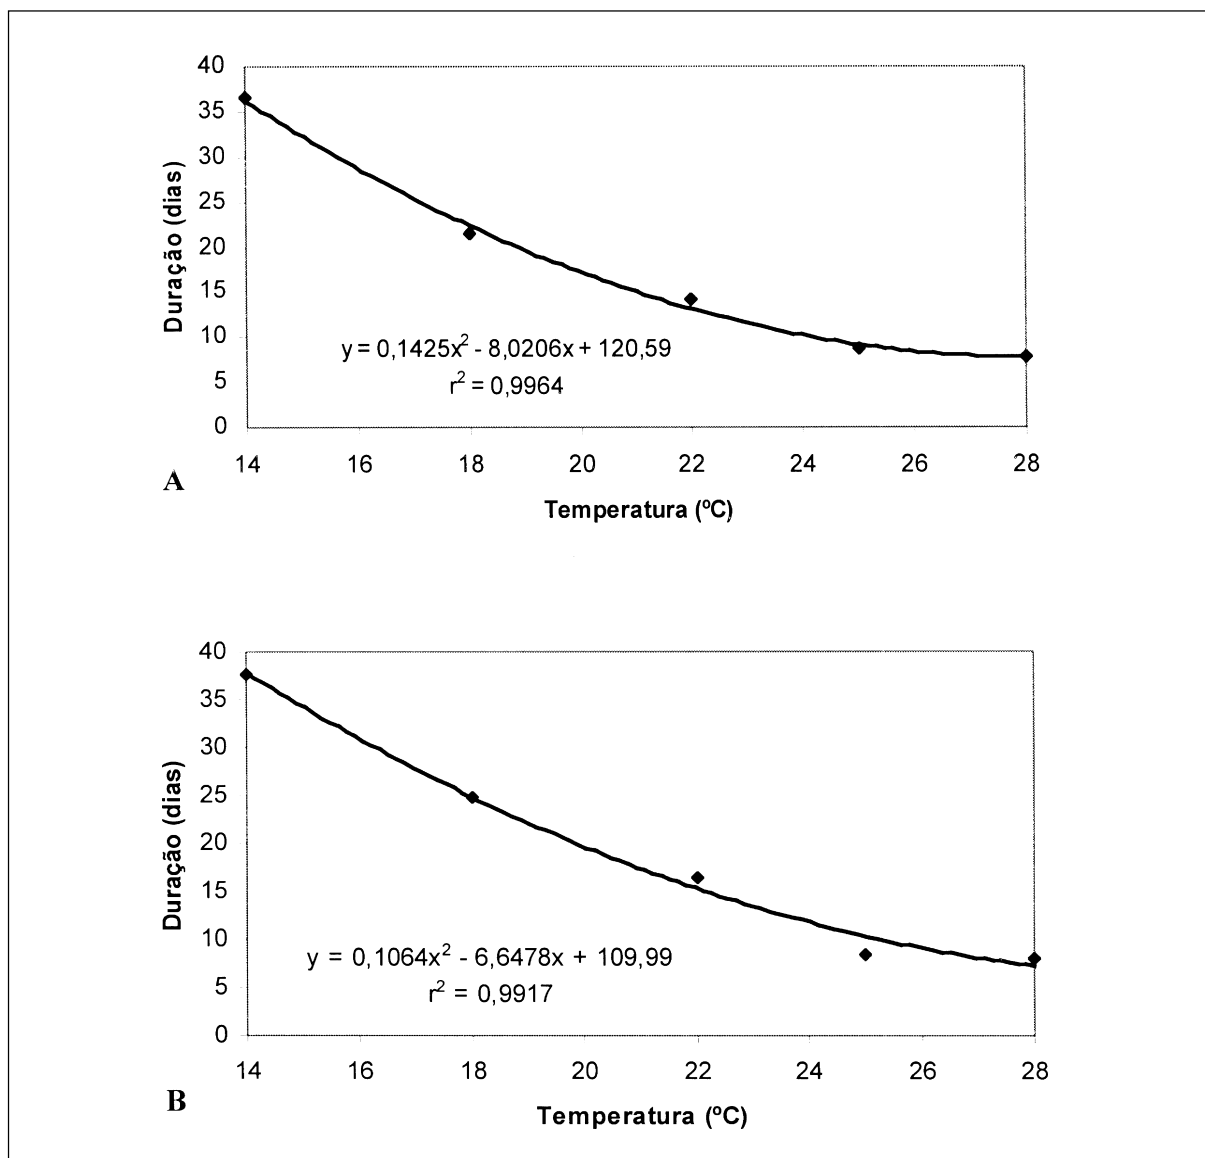 40
35
30
25
20
15
10
5
0
Duração (dias)
y = 0,1425x² - 8,0206x + 120,59
r² = 0,9964
14 16 18 20 22 24 26 28
A
Temperatura (ºC)
40
35
30
25
20
15
10
5
0
Duração (dias)
y = 0,1064x² - 6,6478x + 109,99
r² = 0,9917
14 16 18 20 22 24 26 28
B
Temperatura (ºC)